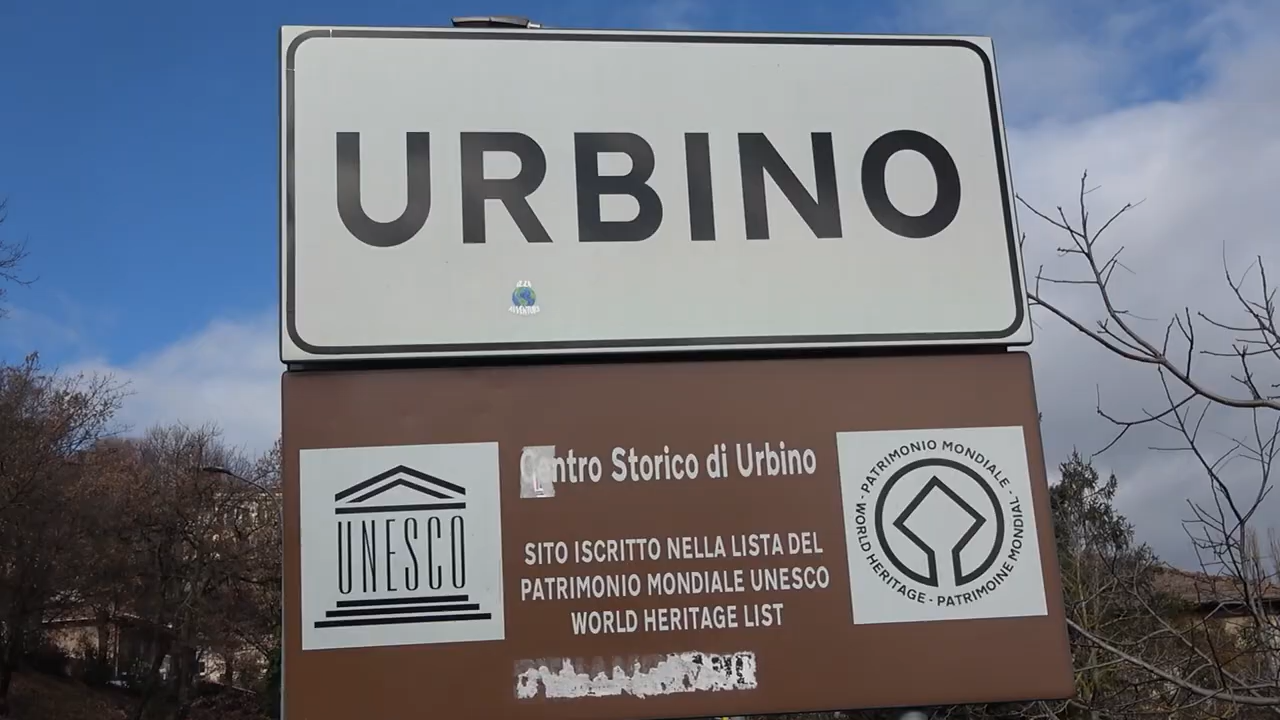 URBINO
AVVENTURE
UNESCO
Centro Storico di Urbino
SITO ISCRITTO NELLA LISTA DEL
PATRIMONIO MONDIALE UNESCO
WORLD HERITAGE LIST
PATRIMONIO MONDIALE - WORLD HERITAGE - PATRIMOINE MONDIAL -